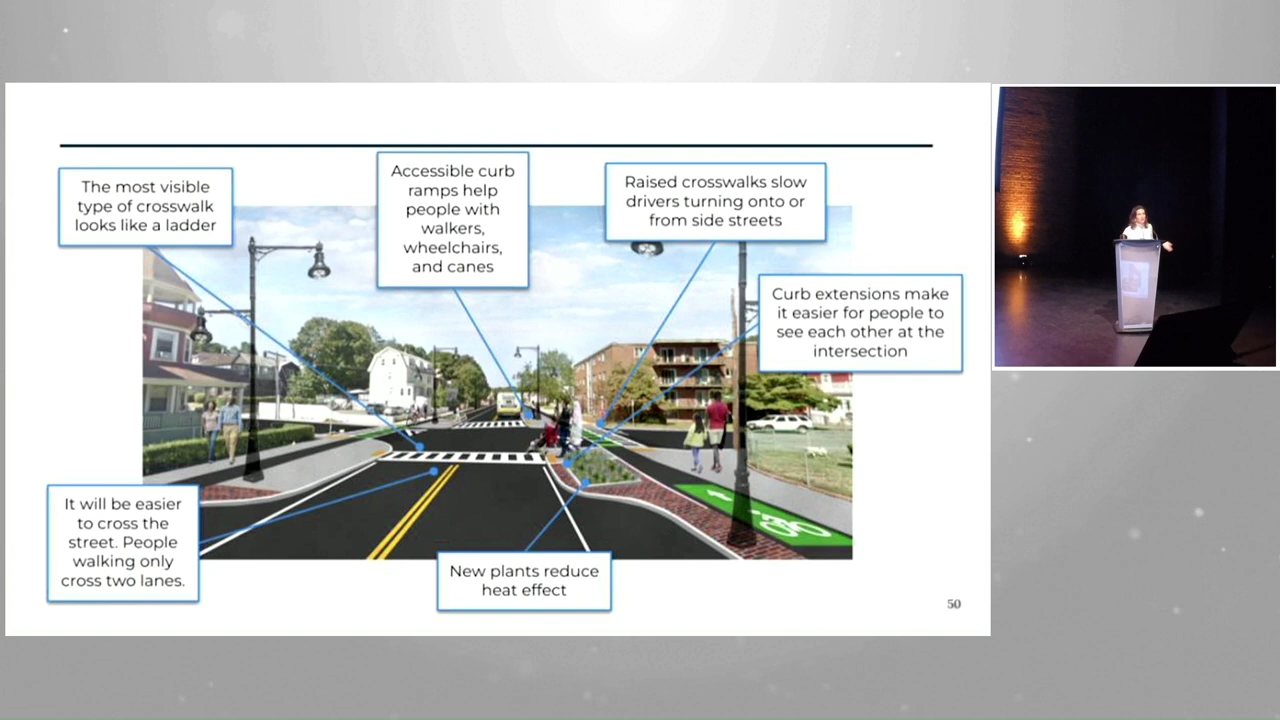 The most visible
type of crosswalk
looks like a ladder
Accessible curb
ramps help
people with
walkers,
wheelchairs,
and canes
Raised crosswalks slow
drivers turning onto or
from side streets
Curb extensions make
it easier for people to
see each other at the
intersection
It will be easier
to cross the
street. People
walking only
cross two lanes.
New plants reduce
heat effect
50